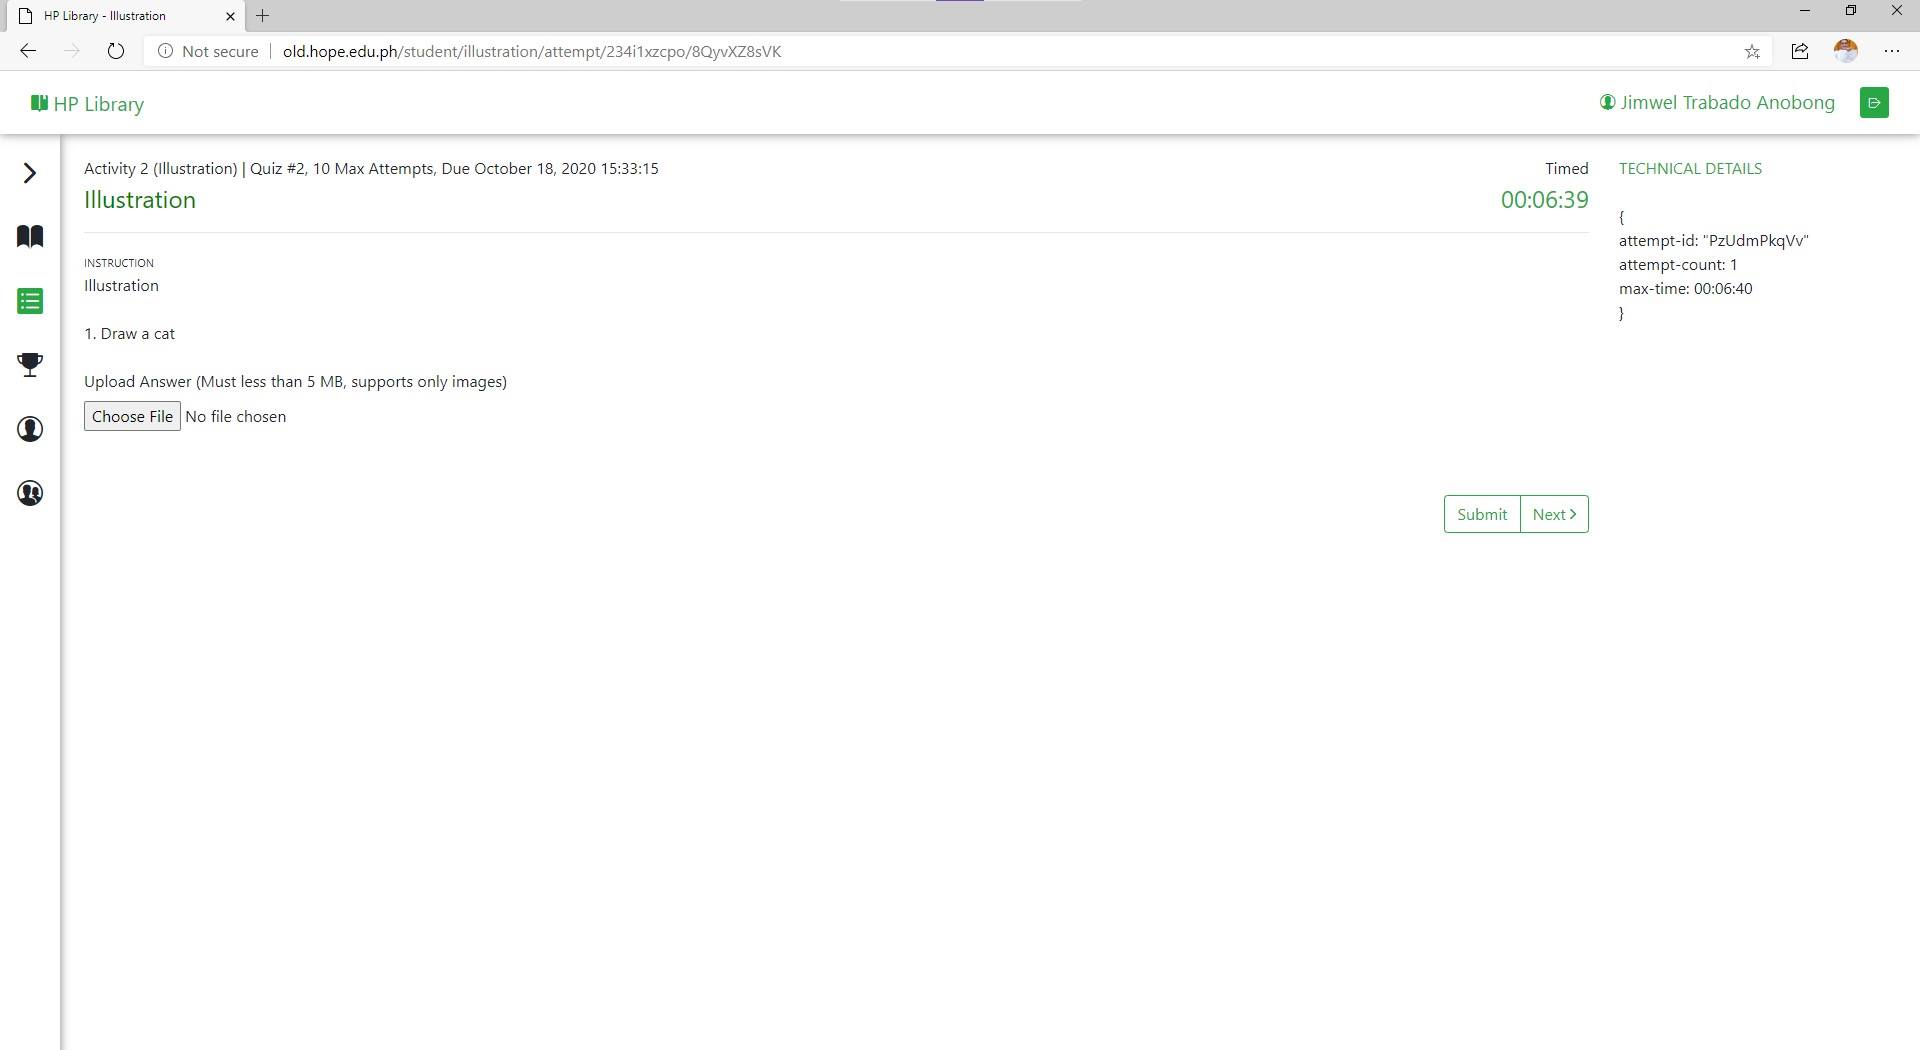 HP Library - Illustration
Not secure old.hope.edu.ph/student/illustration/attempt/234i1xzcpo/8QyvXZ8sVK
HP Library
Jimwel Trabado Anobong
Activity 2 (Illustration) | Quiz #2, 10 Max Attempts, Due October 18, 2020 15:33:15
Timed
Illustration
00:06:39
INSTRUCTION
Illustration
1. Draw a cat
Upload Answer (Must less than 5 MB, supports only images)
Choose File No file chosen
Submit Next
TECHNICAL DETAILS
{
attempt-id: "PzUdmPkqVv"
attempt-count: 1
max-time: 00:06:40
}